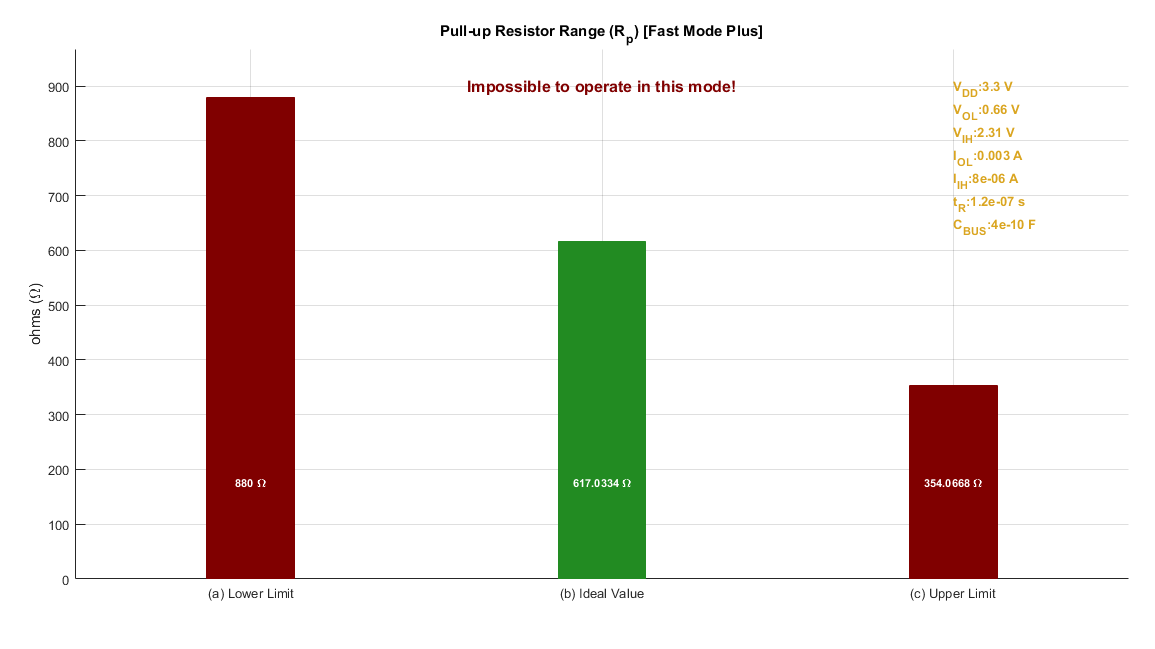 Pull-up Resistor Range (Rp) [Fast Mode Plus]
Impossible to operate in this mode!
VDD:3.3 V
VOL:0.66 V
VIH:2.31 V
IOL:0.003 A
IIH:8e-06 A
tR:1.2e-07 s
CBUS:4e-10 F
ohms (Ω)
900
800
700
600
500
400
300
200
100
0
880 Ω
617.0334 Ω
354.0668 Ω
(a) Lower Limit
(b) Ideal Value
(c) Upper Limit